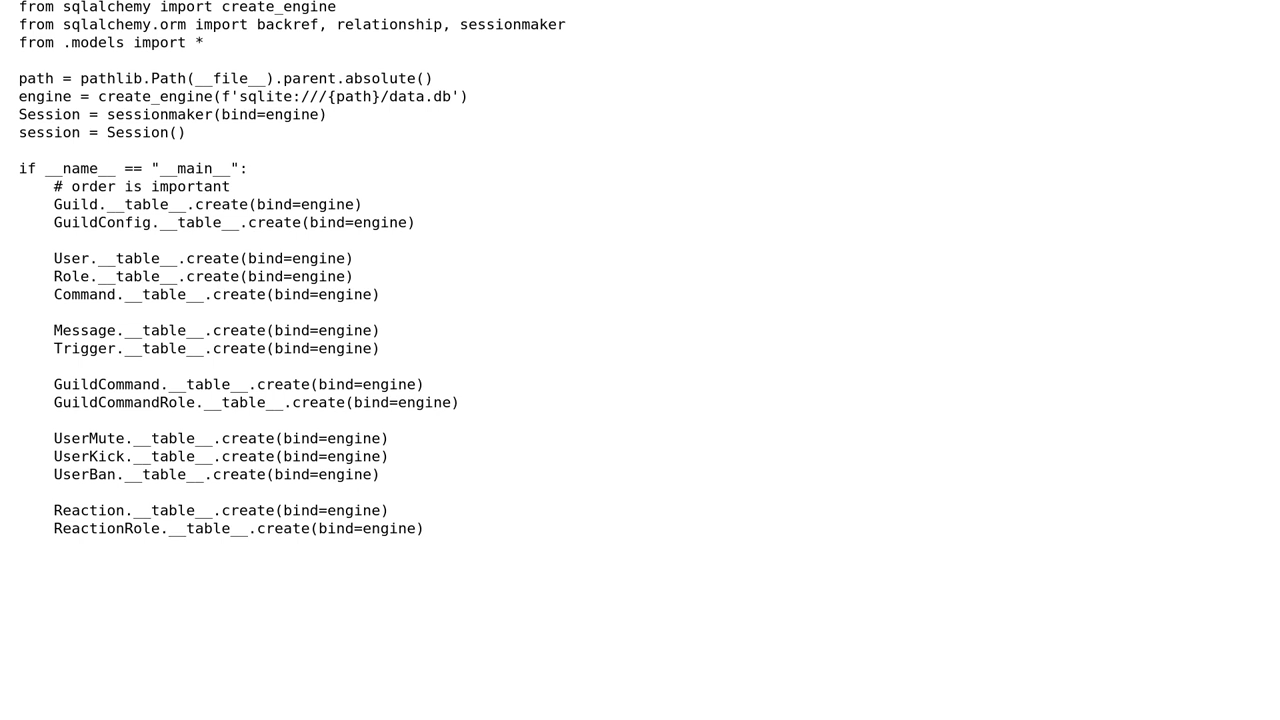 from sqlalchemy import create_engine
from sqlalchemy.orm import backref, relationship, sessionmaker
from .models import *

path = pathlib.Path(__file__).parent.absolute()
engine = create_engine(f'sqlite:///{path}/data.db')
Session = sessionmaker(bind=engine)
session = Session()

if __name__ == "__main__":
    # order is important
    Guild.__table__.create(bind=engine)
    GuildConfig.__table__.create(bind=engine)

    User.__table__.create(bind=engine)
    Role.__table__.create(bind=engine)
    Command.__table__.create(bind=engine)

    Message.__table__.create(bind=engine)
    Trigger.__table__.create(bind=engine)

    GuildCommand.__table__.create(bind=engine)
    GuildCommandRole.__table__.create(bind=engine)

    UserMute.__table__.create(bind=engine)
    UserKick.__table__.create(bind=engine)
    UserBan.__table__.create(bind=engine)

    Reaction.__table__.create(bind=engine)
    ReactionRole.__table__.create(bind=engine)